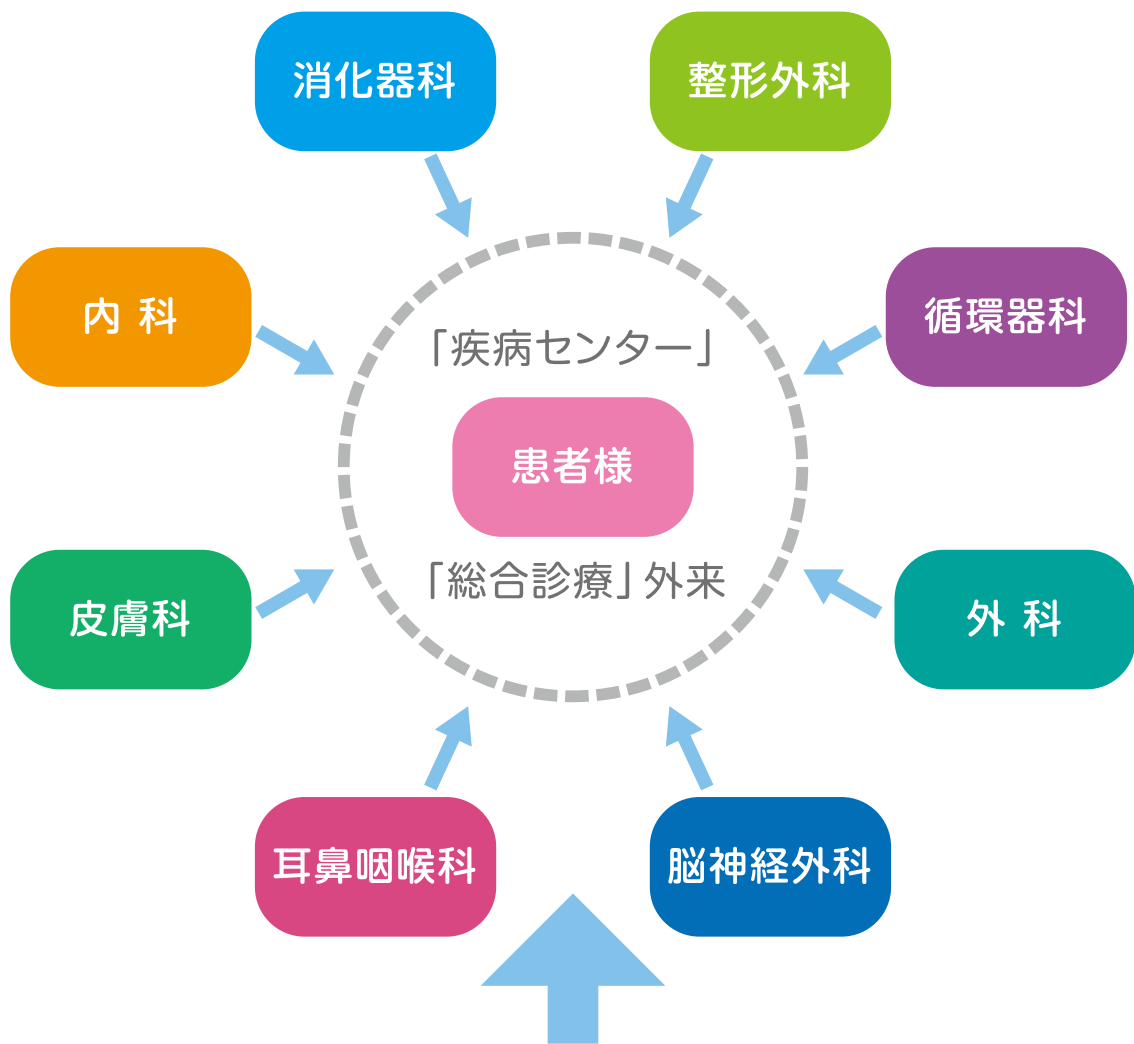 消化器科
整形外科
内 科
循環器科
「疾病センター」
患者様
「総合診療」外来
皮膚科
外 科
耳鼻咽喉科
脳神経外科